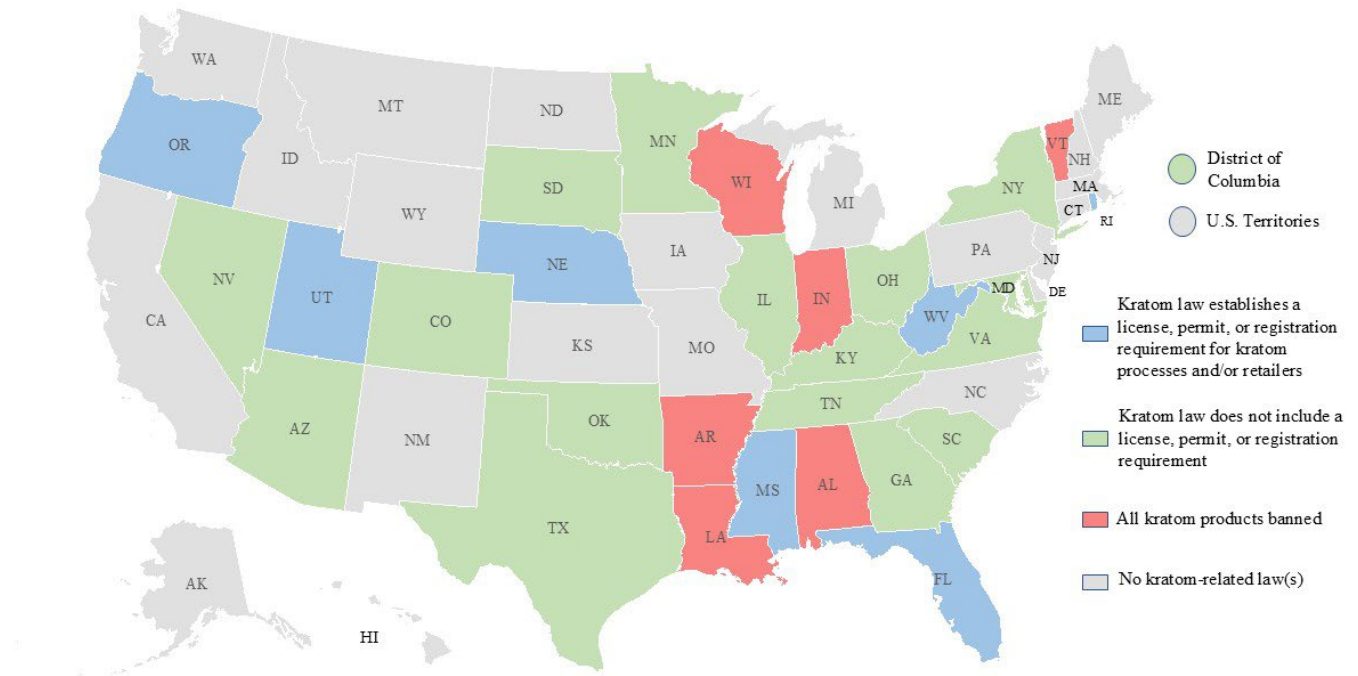 WA
MT
ND
MN
ME
OR
ID
SD
WI
VT
NH
NY
MA
WY
MI
CT
RI
District of
Columbia
U.S. Territories
IA
PA
NJ
NE
NV
UT
CO
IL
IN
OH
MD
DE
CA
KS
MO
WV
VA
KY
Kratom law establishes a
license, permit, or registration
requirement for kratom
processes and/or retailers
AZ
NM
OK
AR
TN
NC
SC
MS
AL
GA
Kratom law does not include a
license, permit, or registration
requirement
TX
LA
FL
All kratom products banned
AK
HI
No kratom-related law(s)